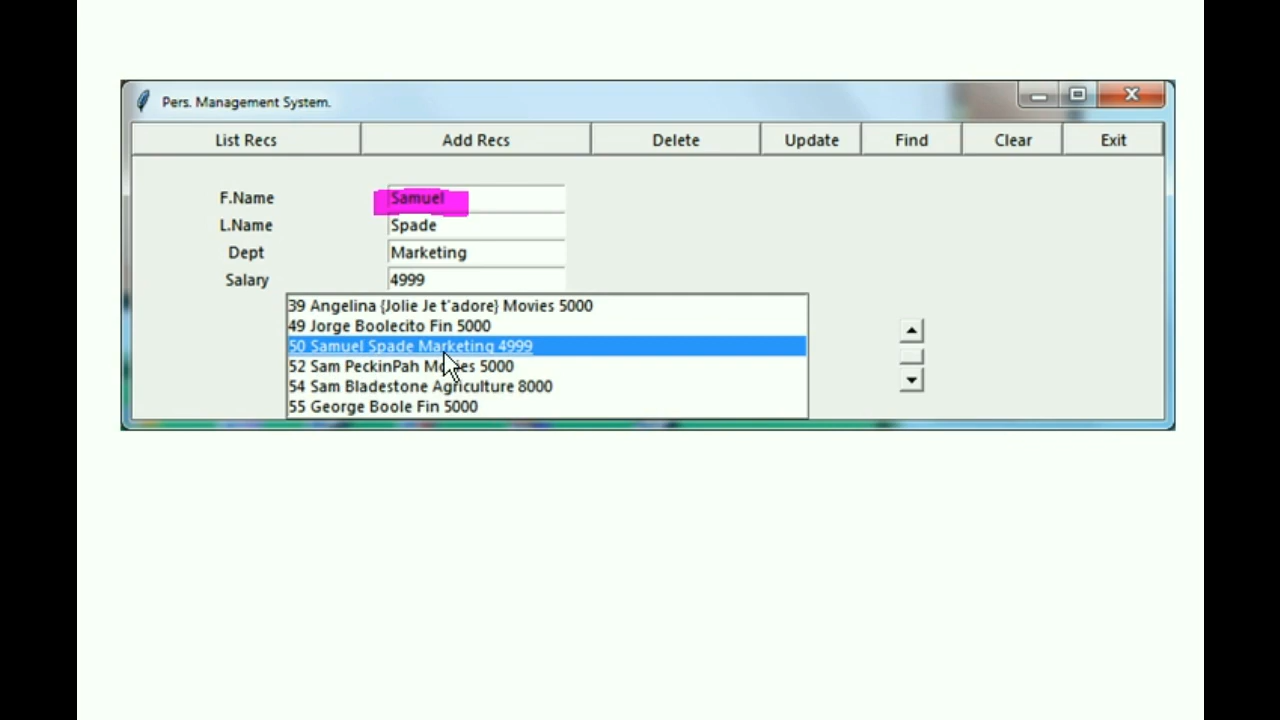 Pers. Management System.
List Recs Add Recs Delete Update Find Clear Exit
F.Name Samuel
L.Name Spade
Dept Marketing
Salary 4999
39 Angelina {Jolie Je t'adore} Movies 5000
49 Jorge Boolecito Fin 5000
50 Samuel Spade Marketing 4999
52 Sam PeckinPah Movies 5000
54 Sam Bladestone Agriculture 8000
55 George Boole Fin 5000